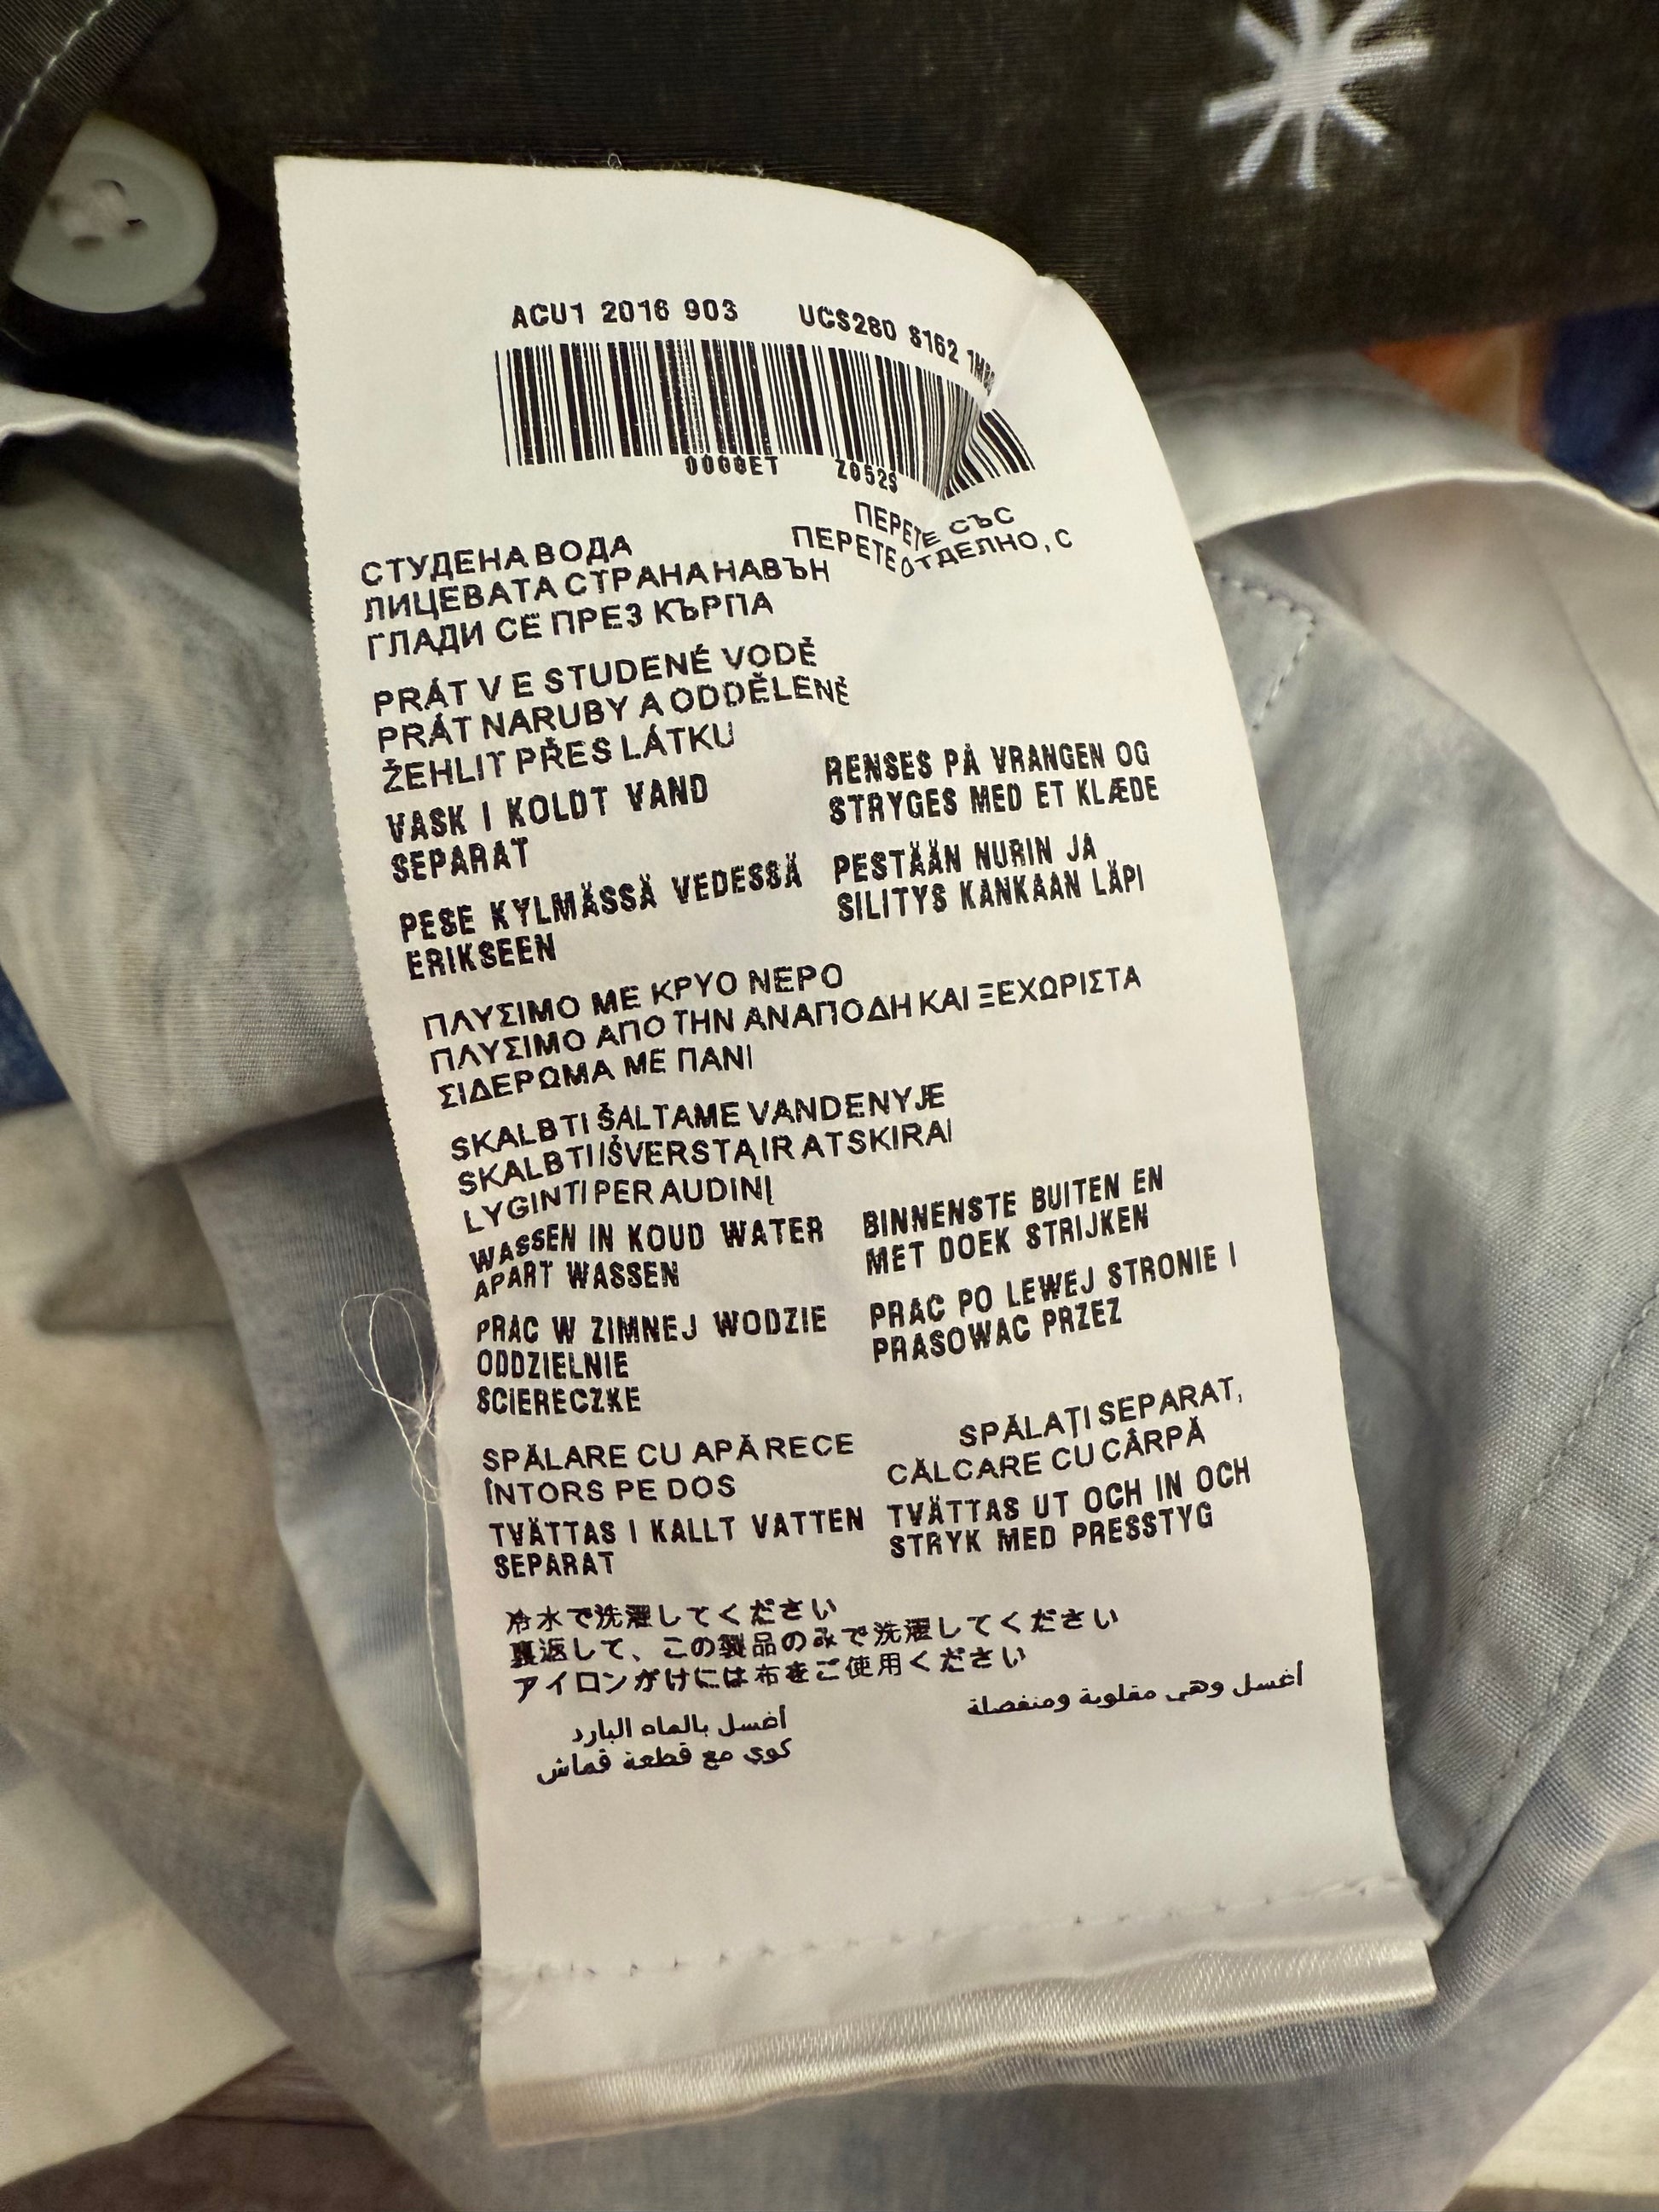 ACU1 2016 903 UCS280 S162
0000ET Z052S
ПЕРЕТЕ СЪС
СТУДЕНА ВОДА ПЕРЕТЕ ОТДЕЛНО, С
ЛИЦЕВАТА СТРАНА НАВЪН
ГЛАДИ СЕ ПРЕЗ КЪРПА
PRÁT V E STUDENÉ VODĚ
PRÁT NARUBY A ODDĚLENĚ
ŽEHLIT PŘES LÁTKU
VASK I KOLDT VAND
SEPARAT
RENSES PÅ VRANGEN OG
STRYGES MED ET KLÆDE
PESE KYLMÄSSÄ VEDESSÄ
ERIKSEEN
PESTÄÄN NURIN JA
SILITYS KANKAAN LÄPI
ΠΛΥΣΙΜΟ ΜΕ ΚΡΥΟ ΝΕΡΟ
ΠΛΥΣΙΜΟ ΑΠΟ ΤΗΝ ΑΝΑΠΟΔΗ ΚΑΙ ΞΕΧΩΡΙΣΤΑ
ΣΙΔΕΡΩΜΑ ΜΕ ΠΑΝΙ
SKALBTI ŠALTAME VANDENYJE
SKALBTI IŠVERSTĄ IR ATSKIRAI
LYGINTI PER AUDINĮ
WASSEN IN KOUD WATER
APART WASSEN
BINNENSTE BUITEN EN
MET DOEK STRIJKEN
PRAC W ZIMNEJ WODZIE
ODDZIELNIE
SCIERECZKE
PRAC PO LEWEJ STRONIE I
PRASOWAC PRZEZ
SPĂLARE CU APĂ RECE
ÎNTORS PE DOS
SPĂLAȚI SEPARAT,
CĂLCARE CU CÂRPĂ
TVÄTTAS I KALLT VATTEN
SEPARAT
TVÄTTAS UT OCH IN OCH
STRYK MED PRESSTYG
冷水で洗濯してください
裏返して、この製品のみで洗濯してください
アイロンがけには布をご使用ください
أغسل بالماه البارد
أغسل وهي مقلوبة ومنفصلة
كوي مع قطعة قماش